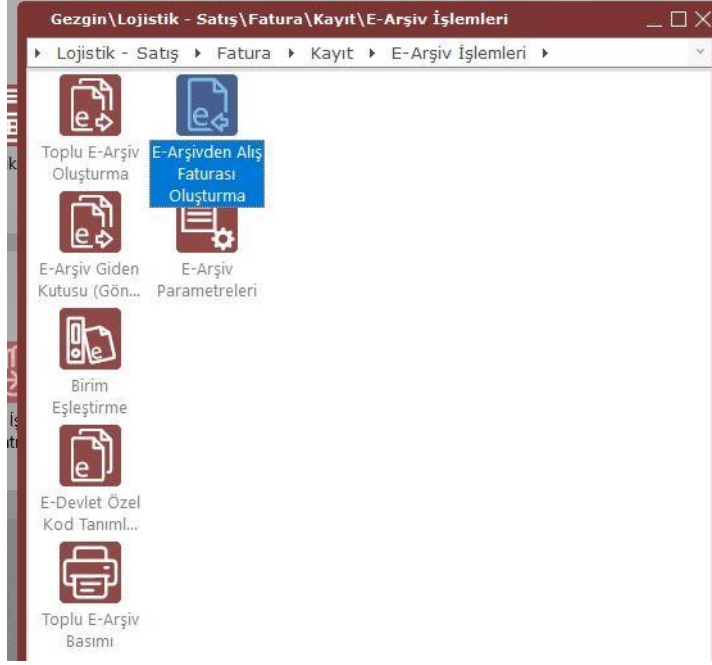 Gezgin\Lojistik - Satış\Fatura\Kayıt\E-Arşiv İşlemleri
Lojistik - Satış Fatura Kayıt E-Arşiv İşlemleri
Toplu E-Arşiv
Oluşturma
E-Arşivden Alış
Faturası
Oluşturma
E-Arşiv Giden
Kutusu (Gön...
E-Arşiv
Parametreleri
Birim
Eşleştirme
E-Devlet Özel
Kod Tanıml...
Toplu E-Arşiv
Basımı